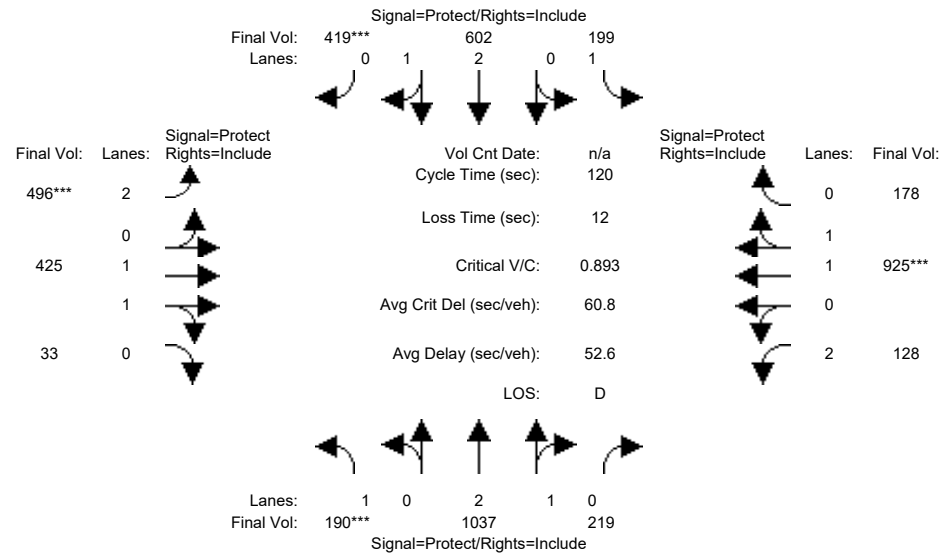 Signal=Protect/Rights=Include
Final Vol: 419*** 602 199
Lanes: 0 1 2 0 1
Signal=Protect
Rights=Include
Final Vol: Lanes:
Vol Cnt Date: n/a
Signal=Protect
Rights=Include
Lanes: Final Vol:
Cycle Time (sec): 120
496*** 2
0 178
Loss Time (sec): 12
0
1
425 1
Critical V/C: 0.893
1 925***
1
Avg Crit Del (sec/veh): 60.8
0
33 0
Avg Delay (sec/veh): 52.6
2 128
LOS: D
Lanes: 1 0 2 1 0
Final Vol: 190*** 1037 219
Signal=Protect/Rights=Include